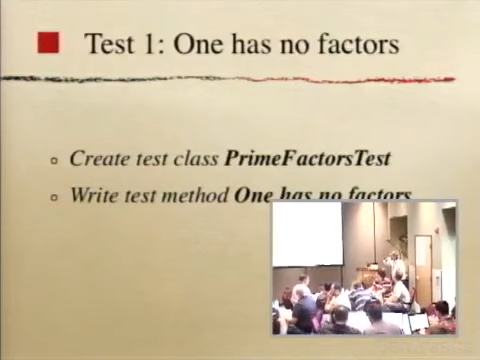 Test 1: One has no factors
Create test class PrimeFactorsTest
Write test method One has no factors